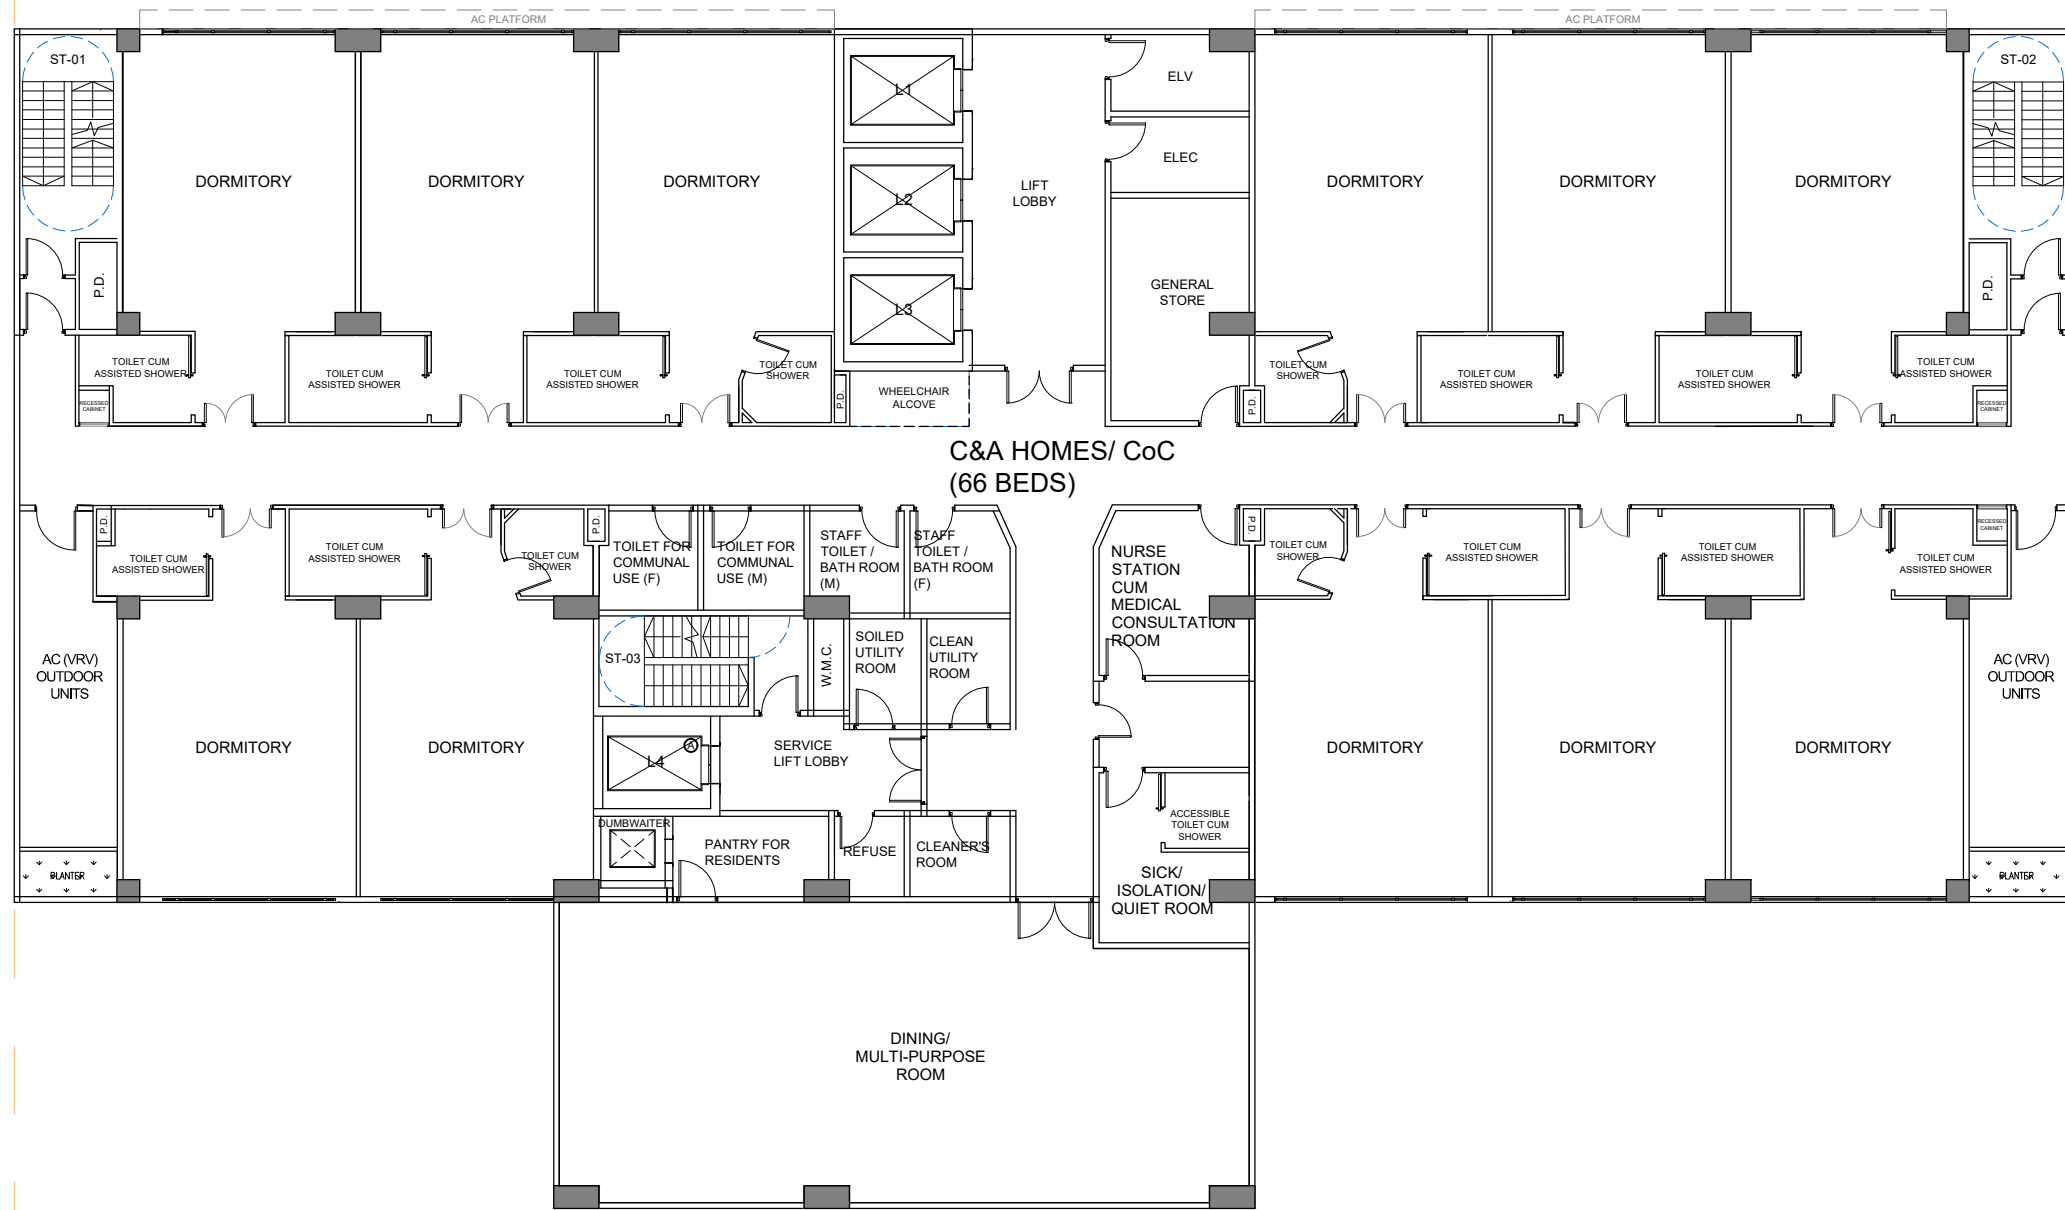 AC PLATFORM
AC PLATFORM
ST-01
L1
ELV
ST-02
ELEC
DORMITORY
DORMITORY
DORMITORY
L2
LIFT
LOBBY
DORMITORY
DORMITORY
DORMITORY
P.D.
L3
GENERAL
STORE
P.D.
TOILET CUM
ASSISTED SHOWER
TOILET CUM
ASSISTED SHOWER
TOILET CUM
ASSISTED SHOWER
TOILET CUM
SHOWER
P.D.
WHEELCHAIR
ALCOVE
P.D.
TOILET CUM
SHOWER
TOILET CUM
ASSISTED SHOWER
TOILET CUM
ASSISTED SHOWER
TOILET CUM
ASSISTED SHOWER
RECESSED
CABINET
RECESSED
CABINET
C&A HOMES/ CoC
(66 BEDS)
P.D.
TOILET CUM
ASSISTED SHOWER
TOILET CUM
ASSISTED SHOWER
TOILET CUM
SHOWER
P.D.
TOILET FOR
COMMUNAL
USE (F)
TOILET FOR
COMMUNAL
USE (M)
STAFF
TOILET /
BATH ROOM
(M)
STAFF
TOILET /
BATH ROOM
(F)
NURSE
STATION
CUM
MEDICAL
CONSULTATION
ROOM
P.D.
TOILET CUM
SHOWER
TOILET CUM
ASSISTED SHOWER
TOILET CUM
ASSISTED SHOWER
TOILET CUM
ASSISTED SHOWER
RECESSED
CABINET
AC (VRV)
OUTDOOR
UNITS
ST-03
W.M.C.
SOILED
UTILITY
ROOM
CLEAN
UTILITY
ROOM
AC (VRV)
OUTDOOR
UNITS
DORMITORY
DORMITORY
L4
A
SERVICE
LIFT LOBBY
DORMITORY
DORMITORY
DORMITORY
DUMBWAITER
PANTRY FOR
RESIDENTS
REFUSE
CLEANER'S
ROOM
ACCESSIBLE
TOILET CUM
SHOWER
SICK/
ISOLATION/
QUIET ROOM
PLANTER
PLANTER
DINING/
MULTI-PURPOSE
ROOM